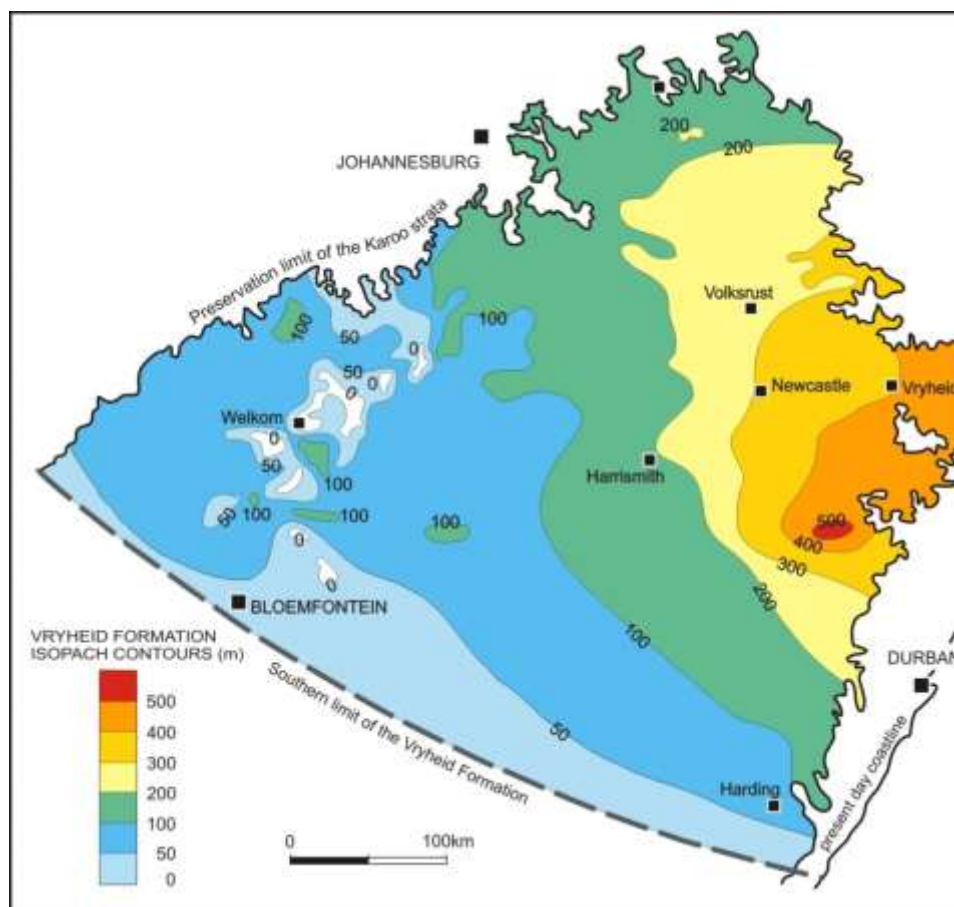 200
200
JOHANNESBURG
Preservation limit of the Karoo strata
Volksrust
100
50
100
0
50
0
0
Newcastle
Vryheid
Welkom
0
50
Harrismith
100
50
100
100
100
500
400
0
300
0
200
BLOEMFONTEIN
100
VRYHEID FORMATION
ISOPACH CONTOURS (m)
DURBAN
Southern limit of the Vryheid Formation
50
500
400
300
200
100
50
0
Harding
present day coastline
0
100km